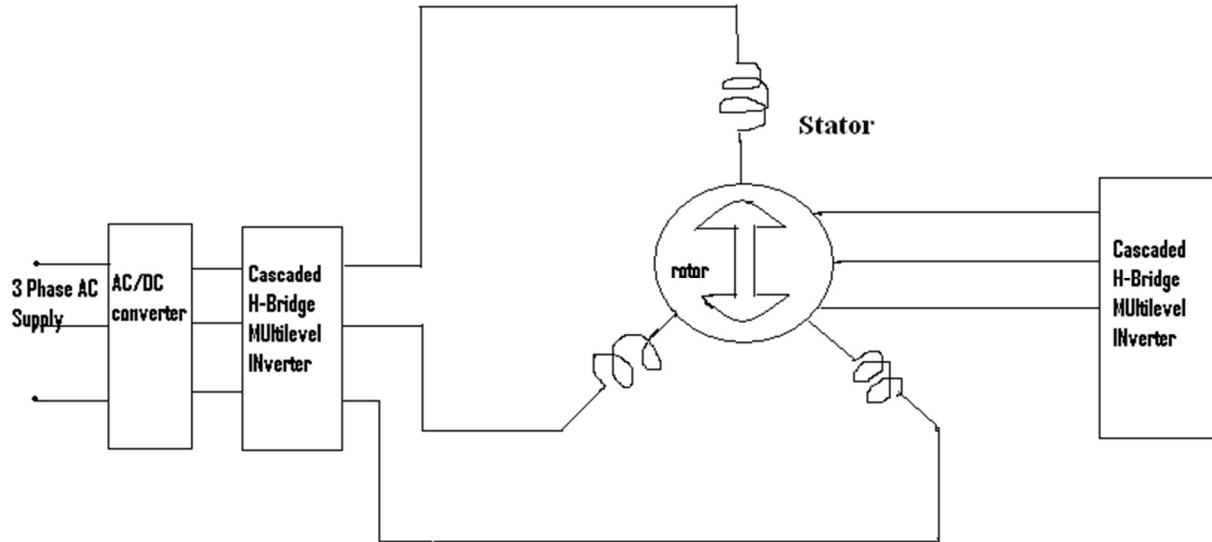 Stator
3 Phase AC
Supply
AC/DC
converter
Cascaded
H-Bridge
MUltilevel
INverter
rotor
Cascaded
H-Bridge
MUltilevel
INverter